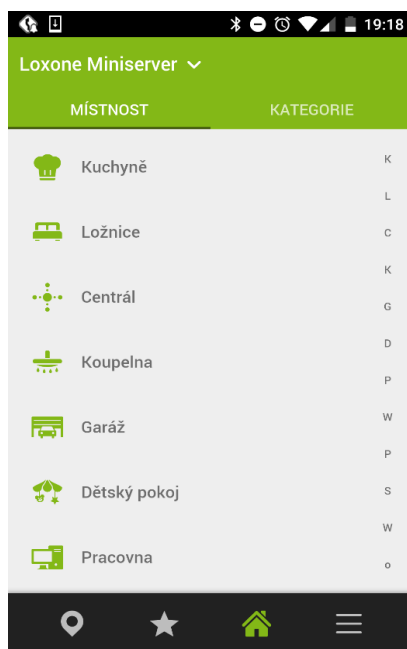 19:18
Loxone Miniserver
MÍSTNOST KATEGORIE
Kuchyně
Ložnice
Centrál
Koupelna
Garáž
Dětský pokoj
Pracovna
K
L
C
K
G
D
P
W
P
S
W
o